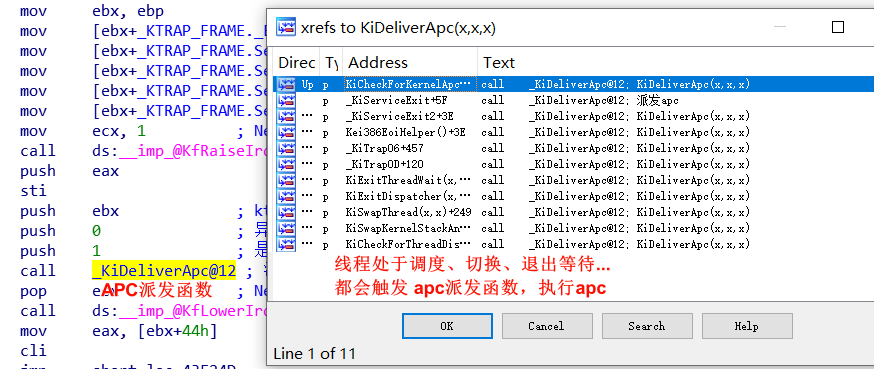 mov ebx, ebp
mov [ebx+_KTRAP_FRAME._E
mov [ebx+_KTRAP_FRAME.Se
mov [ebx+_KTRAP_FRAME.Se
mov [ebx+_KTRAP_FRAME.Se
mov [ebx+_KTRAP_FRAME.Se
mov ecx, 1 ; Ne
call ds:__imp_@KfRaiseIrq
push eax
sti
push ebx ; kt
push 0 ; 异
push 1 ; 是
call _KiDeliverApc@12 ;
APC派发函数
pop ; Ne
call ds:__imp_@KfLowerIrq
mov eax, [ebx+44h]
cli
xrefs to KiDeliverApc(x,x,x)
Direc Ty Address Text
Up p KiCheckForKernelApc··· call _KiDeliverApc@12; KiDeliverApc(x,x,x)
··· p _KiServiceExit+5F call _KiDeliverApc@12; 派发apc
··· p _KiServiceExit2+3E call _KiDeliverApc@12; KiDeliverApc(x,x,x)
··· p Kei386EoiHelper()+3E call _KiDeliverApc@12; KiDeliverApc(x,x,x)
··· p _KiTrap06+457 call _KiDeliverApc@12; KiDeliverApc(x,x,x)
··· p _KiTrap0D+120 call _KiDeliverApc@12; KiDeliverApc(x,x,x)
··· p KiExitThreadWait(x,··· call _KiDeliverApc@12; KiDeliverApc(x,x,x)
··· p KiExitDispatcher(x,··· call _KiDeliverApc@12; KiDeliverApc(x,x,x)
··· p KiSwapThread(x,x)+249 call _KiDeliverApc@12; KiDeliverApc(x,x,x)
··· p KiSwapKernelStackAn··· call _KiDeliverApc@12; KiDeliverApc(x,x,x)
··· p KiCheckForThreadDis··· call _KiDeliverApc@12; KiDeliverApc(x,x,x)
线程处于调度、切换、退出等待...
都会触发 apc派发函数，执行apc
OK Cancel Search Help
Line 1 of 11